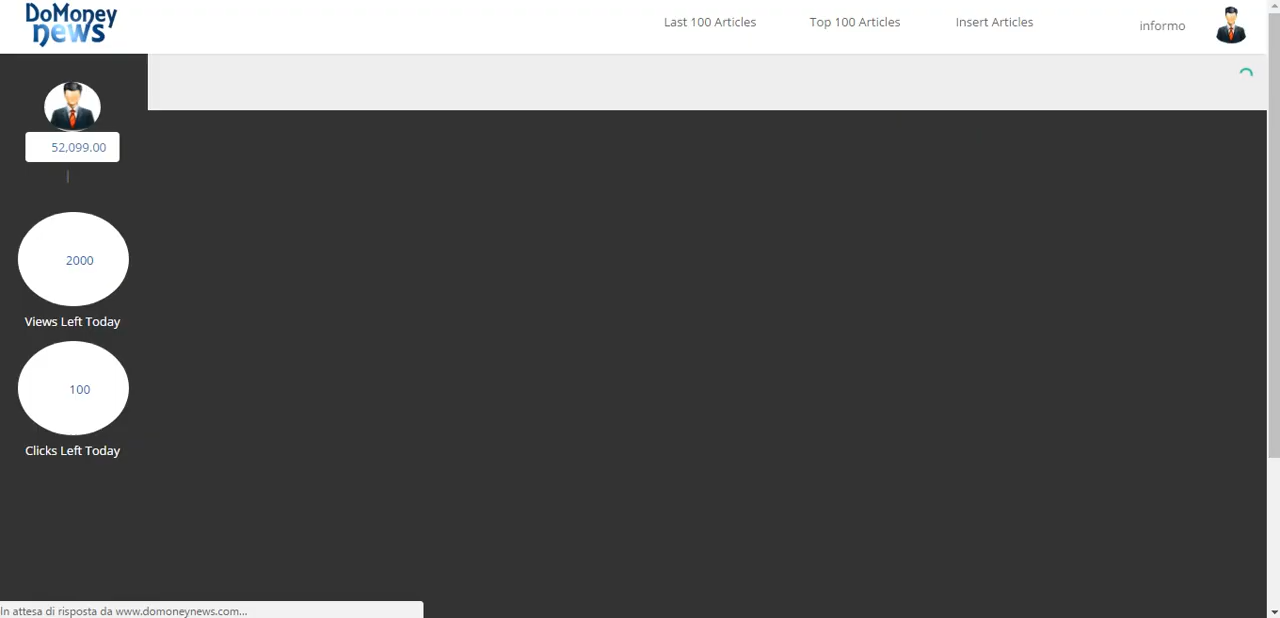 DoMoney
news
Last 100 Articles
Top 100 Articles
Insert Articles
informo
52,099.00
|
2000
Views Left Today
100
Clicks Left Today
In attesa di risposta da www.domoneynews.com...